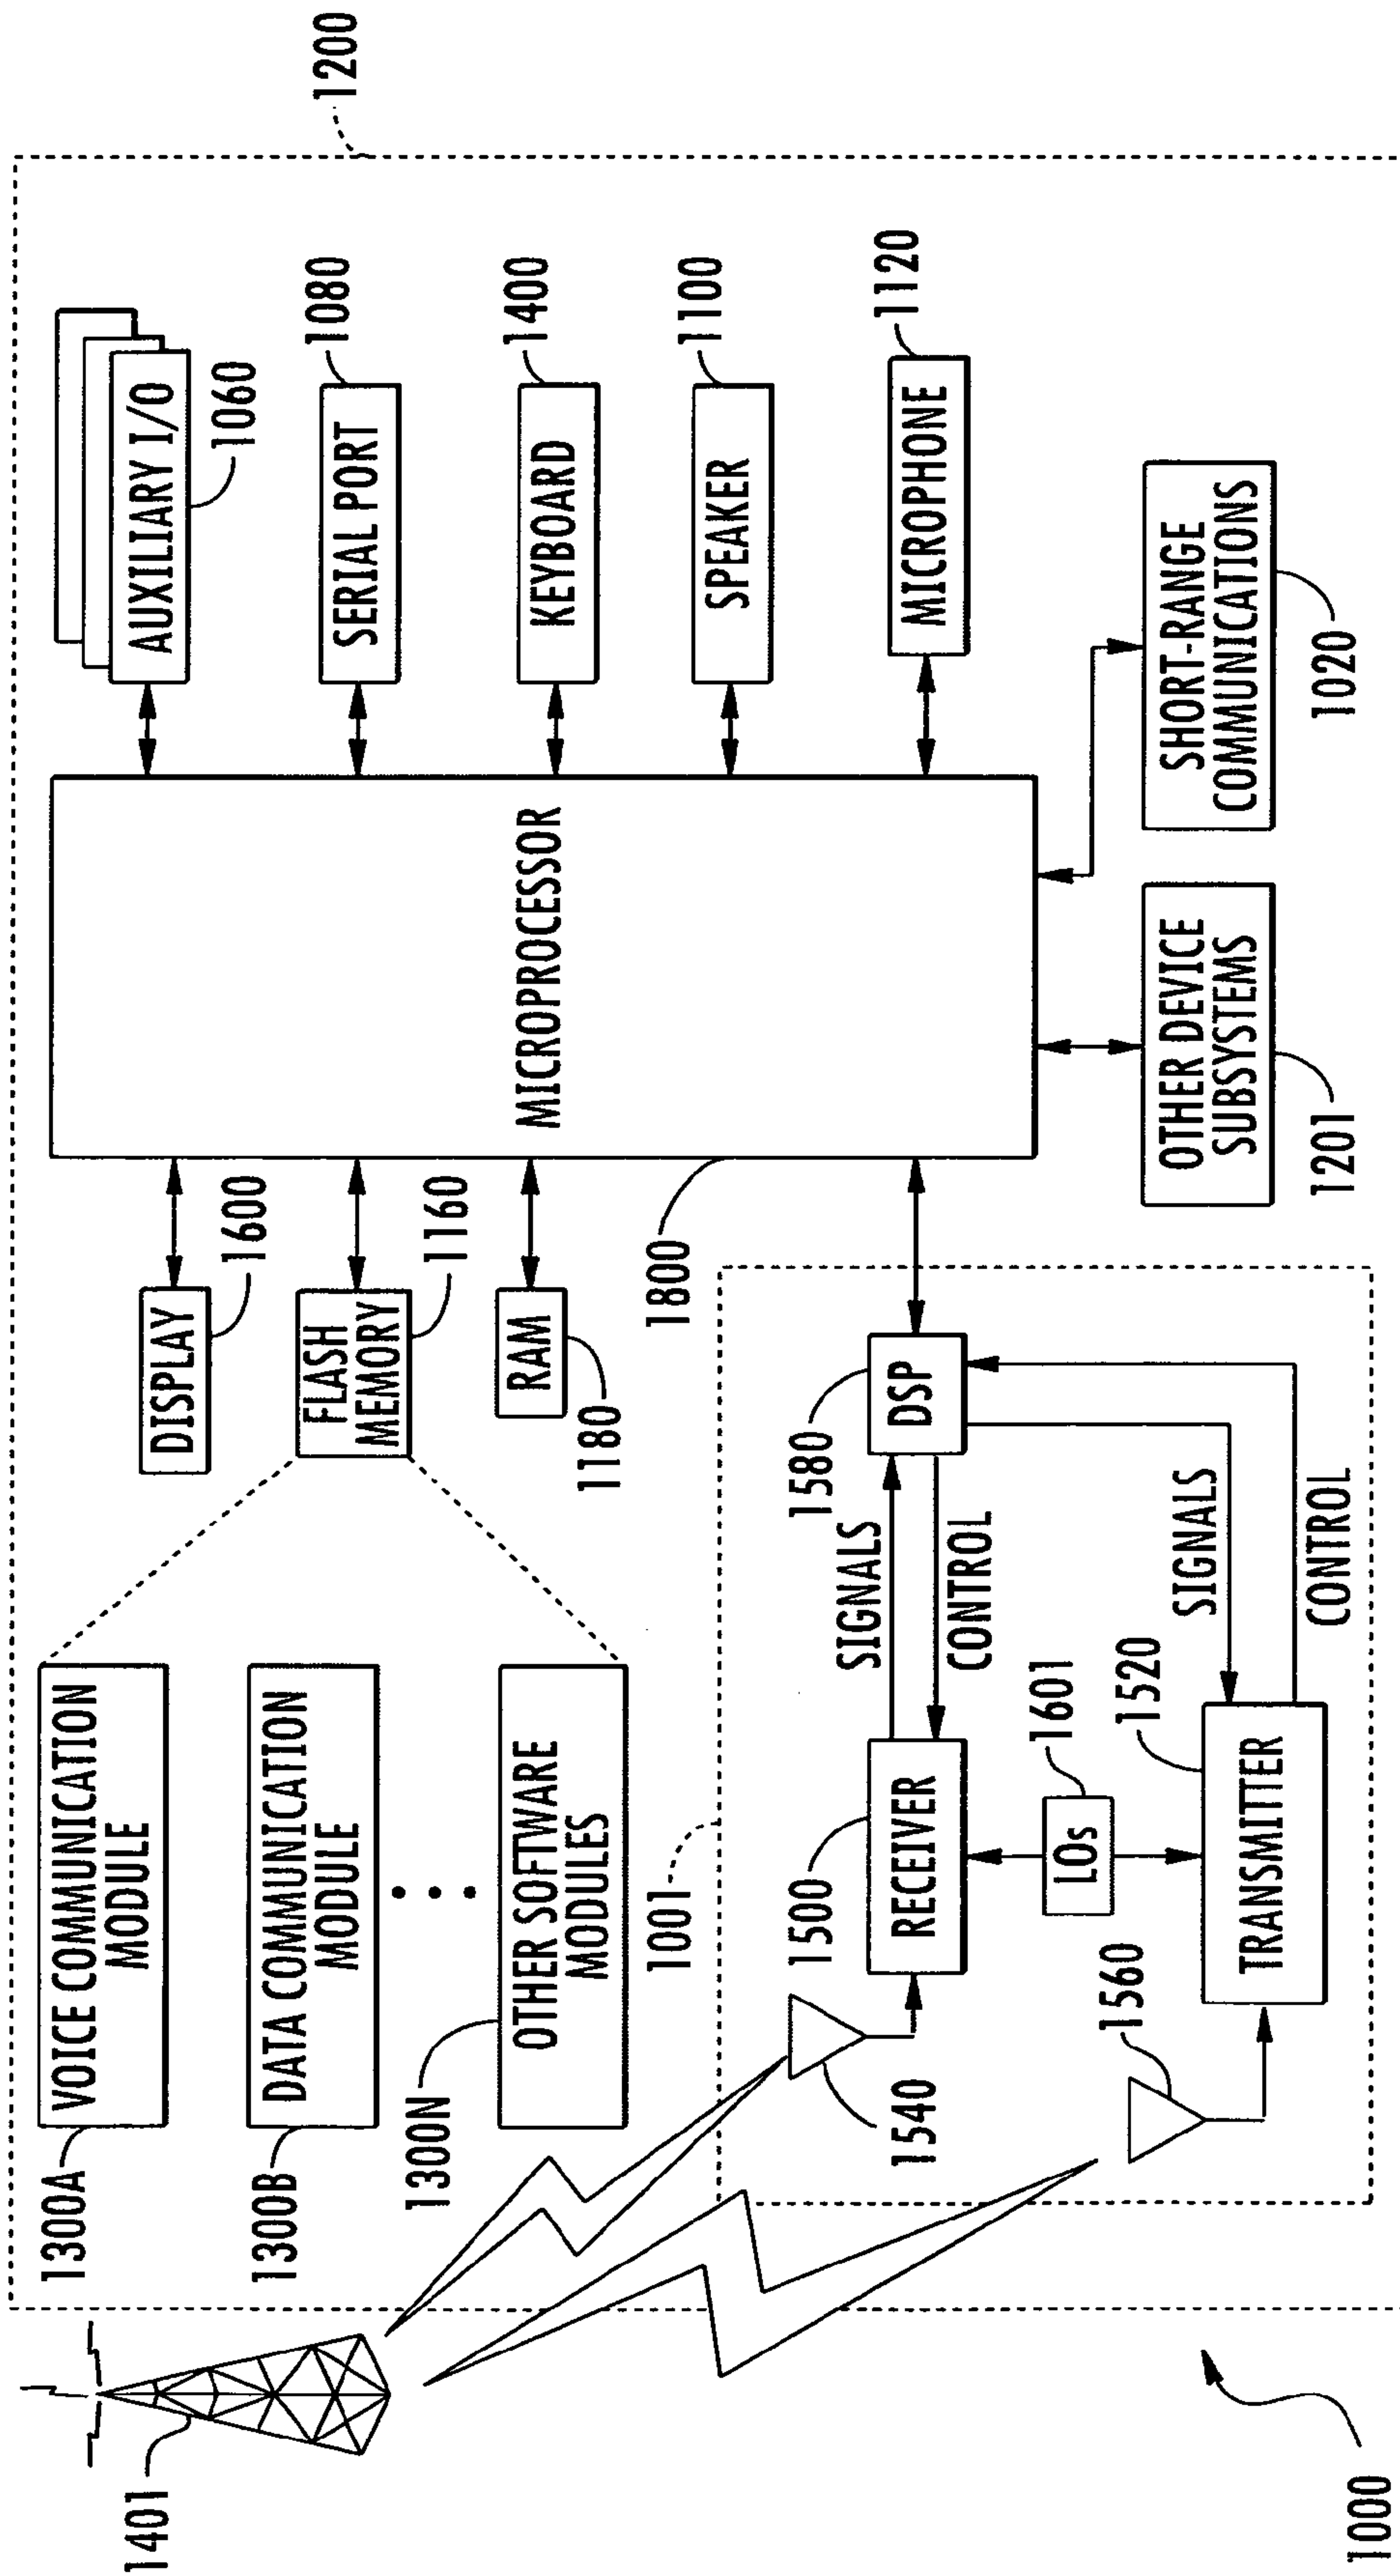 1200
1401
1300A
VOICE COMMUNICATION
MODULE
1300B
DATA COMMUNICATION
MODULE
1300N
OTHER SOFTWARE
MODULES
DISPLAY
1600
FLASH
MEMORY
1160
RAM
1180
MICROPROCESSOR
1800
AUXILIARY I/O
1060
SERIAL PORT
1080
KEYBOARD
1400
SPEAKER
1100
MICROPHONE
1120
1001
1540
1500
RECEIVER
SIGNALS
CONTROL
1580
DSP
LOs
1601
1560
TRANSMITTER
1520
SIGNALS
CONTROL
OTHER DEVICE
SUBSYSTEMS
1201
SHORT-RANGE
COMMUNICATIONS
1020
1000